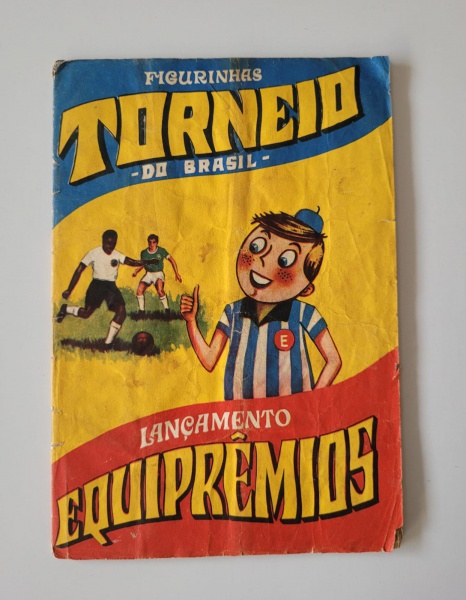 FIGURINHAS
TORNEIO
-DO BRASIL-
E
LANÇAMENTO
EQUIPRÊMIOS